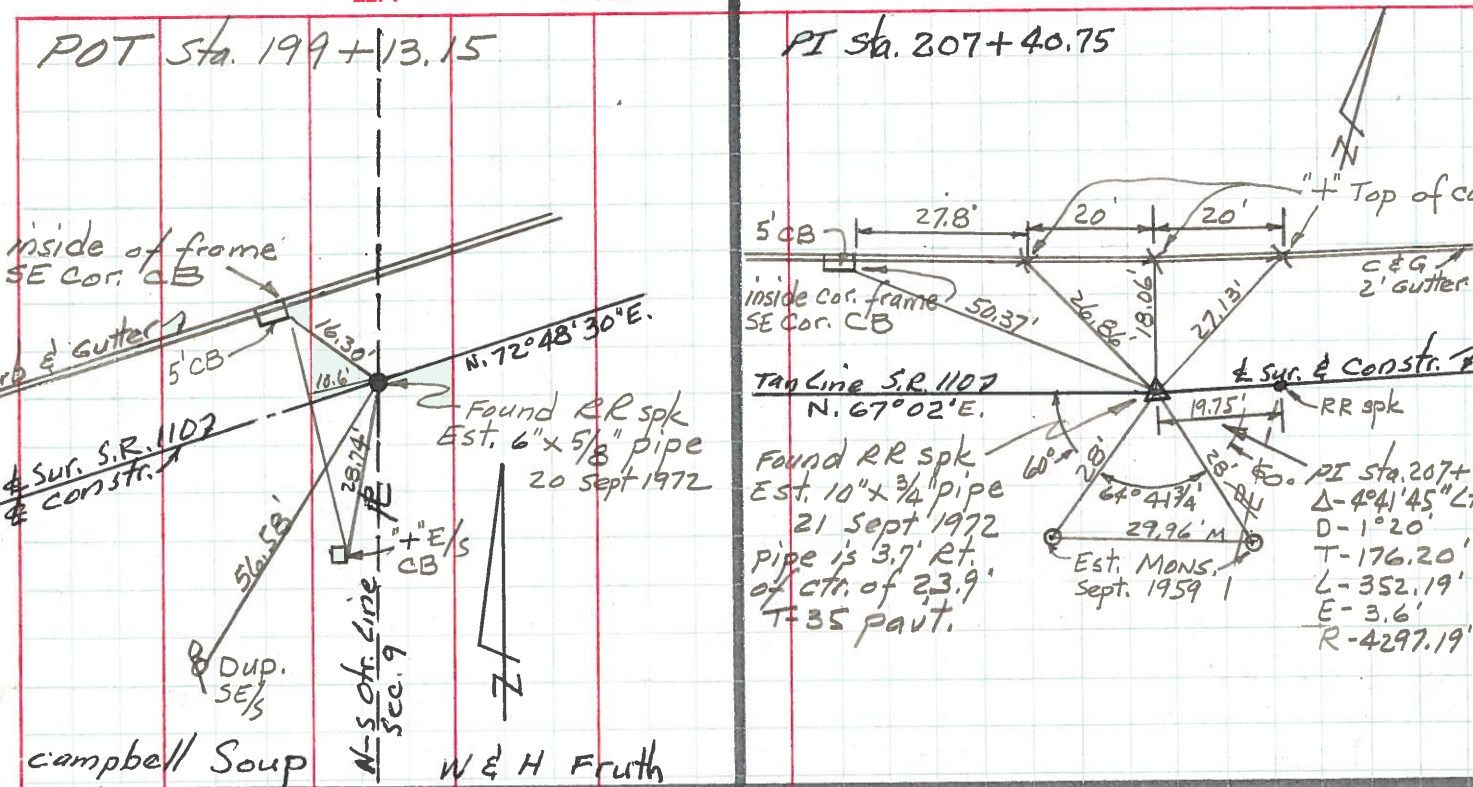 POT Sta. 199+13.15
inside of frame
SE Cor. CB
Gutter
5' CB
16.30'
10.6'
N. 72°48'30"E.
Found RR spk
Est. 6"x 5/8" pipe
20 Sept 1972
℄ Sur. S.R. 1107
& Constr.
28.74'
56.58'
"+" E/s
CB
Dup.
SE/s
N-S Qtr. Line
Sec. 9
N
Campbell Soup
W & H Fruth
PI Sta. 207+40.75
N
"+" Top of
27.8'
20'
20'
5' CB
inside cor. frame
SE Cor. CB
50.37'
26.86'
18.06'
27.13'
C & G
2' Gutter
Tan Line S.R. 1107
N. 67°02'E.
℄ Sur. & Constr.
19.75'
RR spk
Found RR spk
Est. 10"x 3/4" pipe
21 Sept 1972
pipe is 3.7' Rt.
of ctr. of 23.9'
T-35 pav't.
60°
28'
28'
64°41 3/4'
29.96' M
Est. Mons.
Sept. 1959
PI Sta. 207+
Δ-4°41'45"
D-1°20'
T-176.20'
L-352.19'
E-3.6'
R-4297.19'